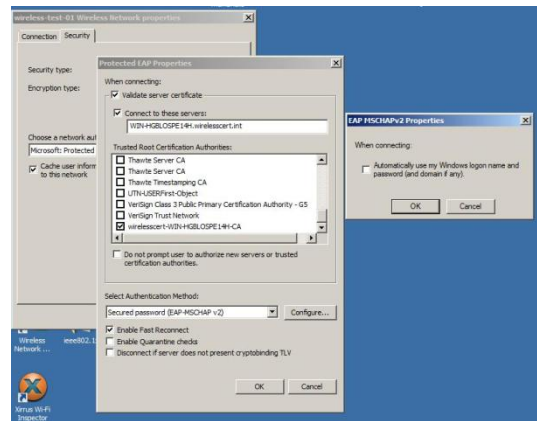 wireless-test-01 Wireless Network properties
Connection Security
Security type:
Encryption type:
Choose a network aut
Microsoft: Protected
Cache user inform
to this network
Protected EAP Properties
When connecting:
Validate server certificate
Connect to these servers:
WIN-HGBLOSPE14H.wirelesscert.int
Trusted Root Certification Authorities:
Thawte Server CA
Thawte Server CA
Thawte Timestamping CA
UTN-USERFirst-Object
VeriSign Class 3 Public Primary Certification Authority - G5
VeriSign Trust Network
wirelesscert-WIN-HGBLOSPE14H-CA
Do not prompt user to authorize new servers or trusted
certification authorities.
Select Authentication Method:
Secured password (EAP-MSCHAP v2) Configure...
Enable Fast Reconnect
Enable Quarantine checks
Disconnect if server does not present cryptobinding TLV
OK Cancel
EAP MSCHAPv2 Properties
When connecting:
Automatically use my Windows logon name and
password (and domain if any).
OK Cancel
Wireless
Network ...
ieee802.1
Xirrus Wi-Fi
Inspector